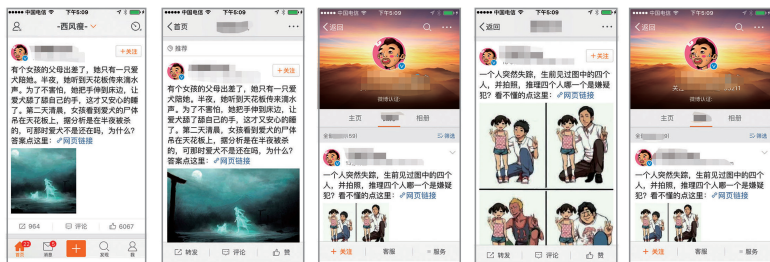 中国电信 下午5:09
-西风瘦-
+关注
有个女孩的父母出差了，她只有一只爱
犬陪她。半夜，她听到天花板传来滴水
声。为了不害怕，她把手伸到床边，让
爱犬舔舔自己的手，这才又安心的睡
了。第二天清晨，女孩看到爱犬的尸体
吊在天花板上，据分析是在半夜被杀
的，可那时爱犬不是还在吗，为什么？
答案点这里：网页链接
964 评论 6067
首页 消息 发现 我
中国电信 下午5:09
首页
推荐
+关注
有个女孩的父母出差了，她只有一只爱
犬陪她。半夜，她听到天花板传来滴水
声。为了不害怕，她把手伸到床边，让
爱犬舔舔自己的手，这才又安心的睡
了。第二天清晨，女孩看到爱犬的尸体
吊在天花板上，据分析是在半夜被杀
的，可那时爱犬不是还在吗，为什么？
答案点这里：网页链接
转发 评论 赞
中国电信 下午5:09
返回
微博认证:
主页 相册
筛选
一个人突然失踪，生前见过图中的四个
人，并拍照，推理四个人哪一个是嫌疑
犯？看不懂的点这里：网页链接
+ 关注 客服 服务
中国电信 下午5:09
返回
+关注
一个人突然失踪，生前见过图中的四个
人，并拍照，推理四个人哪一个是嫌疑
犯？看不懂的点这里：网页链接
转发 评论 赞
中国电信 下午5:09
返回
微博认证:
主页 相册
筛选
一个人突然失踪，生前见过图中的四个
人，并拍照，推理四个人哪一个是嫌疑
犯？看不懂的点这里：网页链接
+ 关注 客服 服务